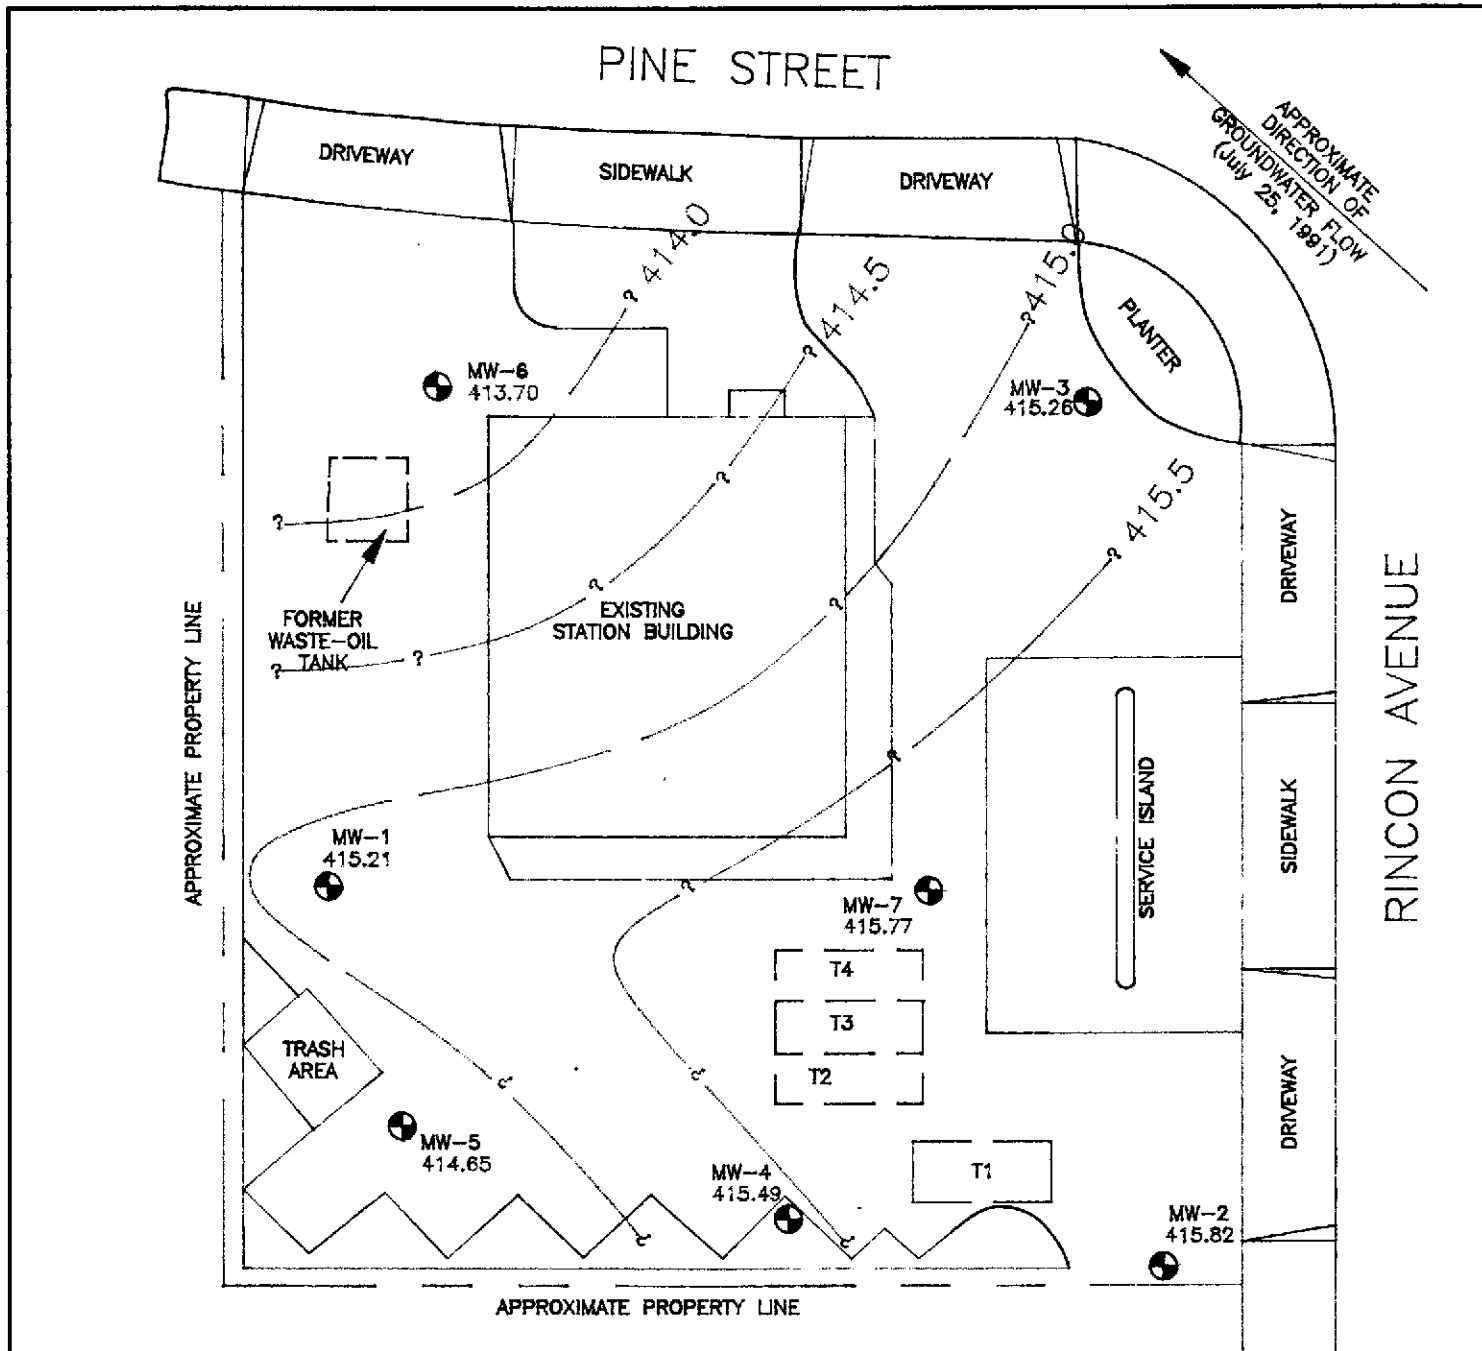 PINE STREET
APPROXIMATE
DIRECTION OF
GROUNDWATER FLOW
(July 25, 1991)
DRIVEWAY
SIDEWALK
DRIVEWAY
414.0
414.5
415.0
PLANTER
?
?
?
MW-6
413.70
MW-3
415.26
415.5
?
?
?
?
?
?
?
?
FORMER
WASTE-OIL
TANK
EXISTING
STATION BUILDING
DRIVEWAY
RINCON AVENUE
APPROXIMATE PROPERTY LINE
?
SERVICE ISLAND
SIDEWALK
MW-1
415.21
?
MW-7
415.77
T4
T3
T2
TRASH
AREA
?
?
DRIVEWAY
MW-5
414.65
MW-4
415.49
T1
MW-2
415.82
?
?
APPROXIMATE PROPERTY LINE